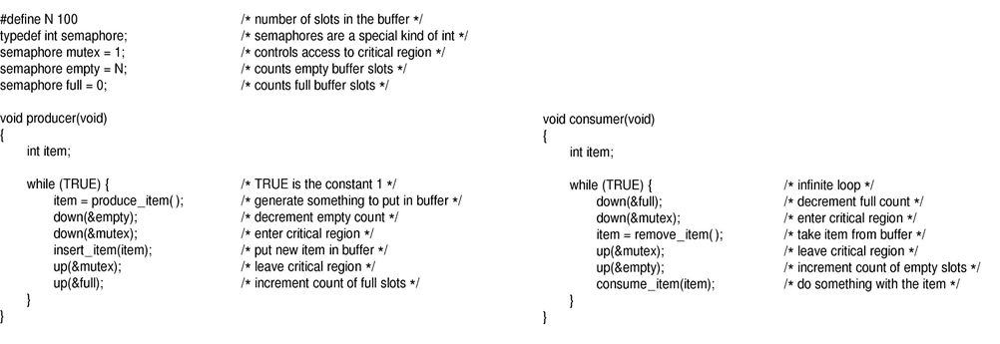 #define N 100 /* number of slots in the buffer */
typedef int semaphore; /* semaphores are a special kind of int */
semaphore mutex = 1; /* controls access to critical region */
semaphore empty = N; /* counts empty buffer slots */
semaphore full = 0; /* counts full buffer slots */
void producer(void)
{
int item;
while (TRUE) { /* TRUE is the constant 1 */
item = produce_item( ); /* generate something to put in buffer */
down(&empty); /* decrement empty count */
down(&mutex); /* enter critical region */
insert_item(item); /* put new item in buffer */
up(&mutex); /* leave critical region */
up(&full); /* increment count of full slots */
}
}
void consumer(void)
{
int item;
while (TRUE) { /* infinite loop */
down(&full); /* decrement full count */
down(&mutex); /* enter critical region */
item = remove_item( ); /* take item from buffer */
up(&mutex); /* leave critical region */
up(&empty); /* increment count of empty slots */
consume_item(item); /* do something with the item */
}
}